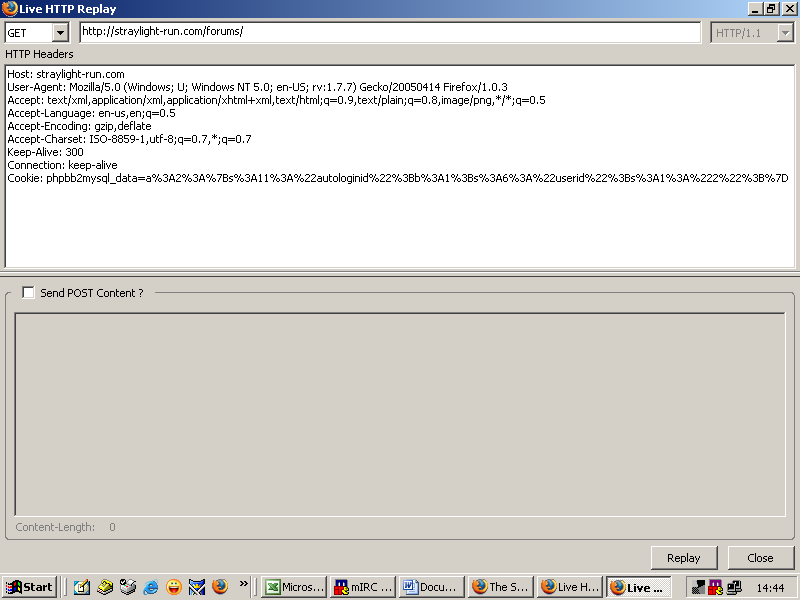 Live HTTP Replay
GET http://straylight-run.com/forums/ HTTP/1.1
HTTP Headers
Host: straylight-run.com
User-Agent: Mozilla/5.0 (Windows; U; Windows NT 5.0; en-US; rv:1.7.7) Gecko/20050414 Firefox/1.0.3
Accept: text/xml,application/xml,application/xhtml+xml,text/html;q=0.9,text/plain;q=0.8,image/png,*/*;q=0.5
Accept-Language: en-us,en;q=0.5
Accept-Encoding: gzip,deflate
Accept-Charset: ISO-8859-1,utf-8;q=0.7,*;q=0.7
Keep-Alive: 300
Connection: keep-alive
Cookie: phpbb2mysql_data=a%3A2%3A%7Bs%3A11%3A%22autologinid%22%3Bb%3A1%3Bs%3A6%3A%22userid%22%3Bs%3A1%3A%222%22%3B%7D
Send POST Content ?
Content-Length: 0
Replay Close
Start Micros... mIRC ... Docu... The S... Live H... Live ... 14:44